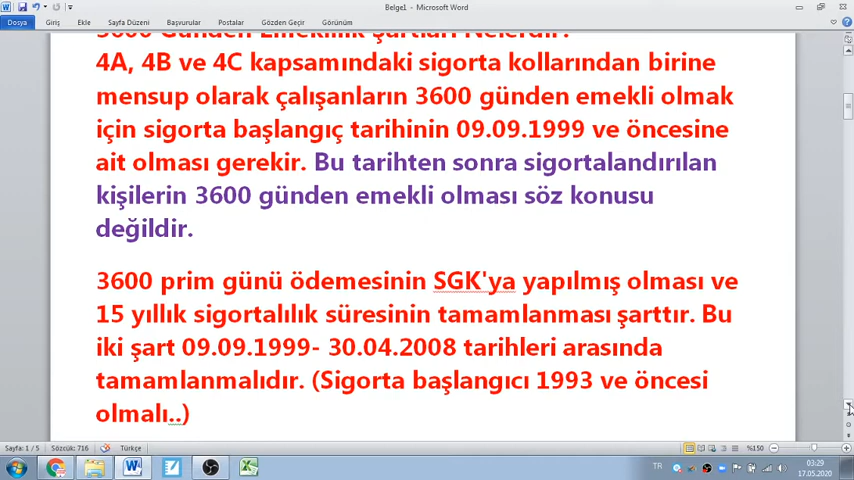 Belge1 - Microsoft Word
Dosya Giriş Ekle Sayfa Düzeni Başvurular Postalar Gözden Geçir Görünüm
3600 Günden Emeklilik Şartları Nelerdir?
4A, 4B ve 4C kapsamındaki sigorta kollarından birine
mensup olarak çalışanların 3600 günden emekli olmak
için sigorta başlangıç tarihinin 09.09.1999 ve öncesine
ait olması gerekir. Bu tarihten sonra sigortalandırılan
kişilerin 3600 günden emekli olması söz konusu
değildir.
3600 prim günü ödemesinin SGK'ya yapılmış olması ve
15 yıllık sigortalılık süresinin tamamlanması şarttır. Bu
iki şart 09.09.1999- 30.04.2008 tarihleri arasında
tamamlanmalıdır. (Sigorta başlangıcı 1993 ve öncesi
olmalı..)
Sayfa: 1 / 5 Sözcük: 716 Türkçe %150
TR 03:29
17.05.2020